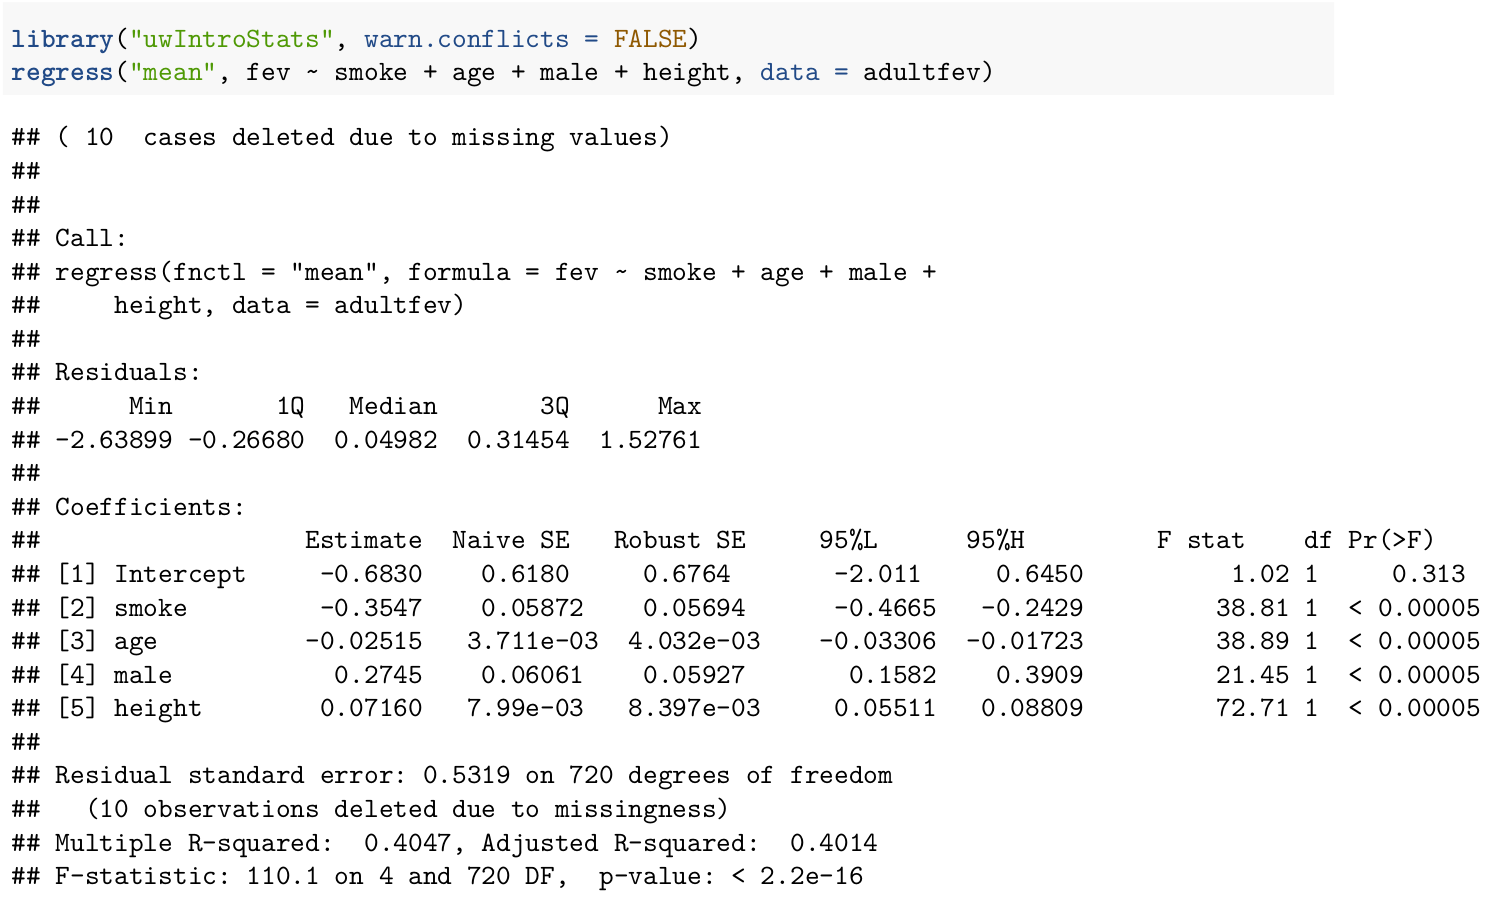 library("uwIntroStats", warn.conflicts = FALSE)
regress("mean", fev ~ smoke + age + male + height, data = adultfev)
## ( 10  cases deleted due to missing values)
##
##
## Call:
## regress(fnctl = "mean", formula = fev ~ smoke + age + male +
##     height, data = adultfev)
##
## Residuals:
##      Min       1Q   Median       3Q      Max
## -2.63899 -0.26680  0.04982  0.31454  1.52761
##
## Coefficients:
##                  Estimate  Naive SE   Robust SE     95%L      95%H         F stat    df Pr(>F)
## [1] Intercept     -0.6830    0.6180    0.6764       -2.011     0.6450          1.02 1     0.313
## [2] smoke         -0.3547    0.05872   0.05694      -0.4665   -0.2429         38.81 1  < 0.00005
## [3] age          -0.02515   3.711e-03  4.032e-03    -0.03306  -0.01723        38.89 1  < 0.00005
## [4] male           0.2745    0.06061   0.05927       0.1582    0.3909         21.45 1  < 0.00005
## [5] height        0.07160   7.99e-03   8.397e-03     0.05511   0.08809        72.71 1  < 0.00005
##
## Residual standard error: 0.5319 on 720 degrees of freedom
##   (10 observations deleted due to missingness)
## Multiple R-squared:  0.4047, Adjusted R-squared:  0.4014
## F-statistic: 110.1 on 4 and 720 DF,  p-value: < 2.2e-16